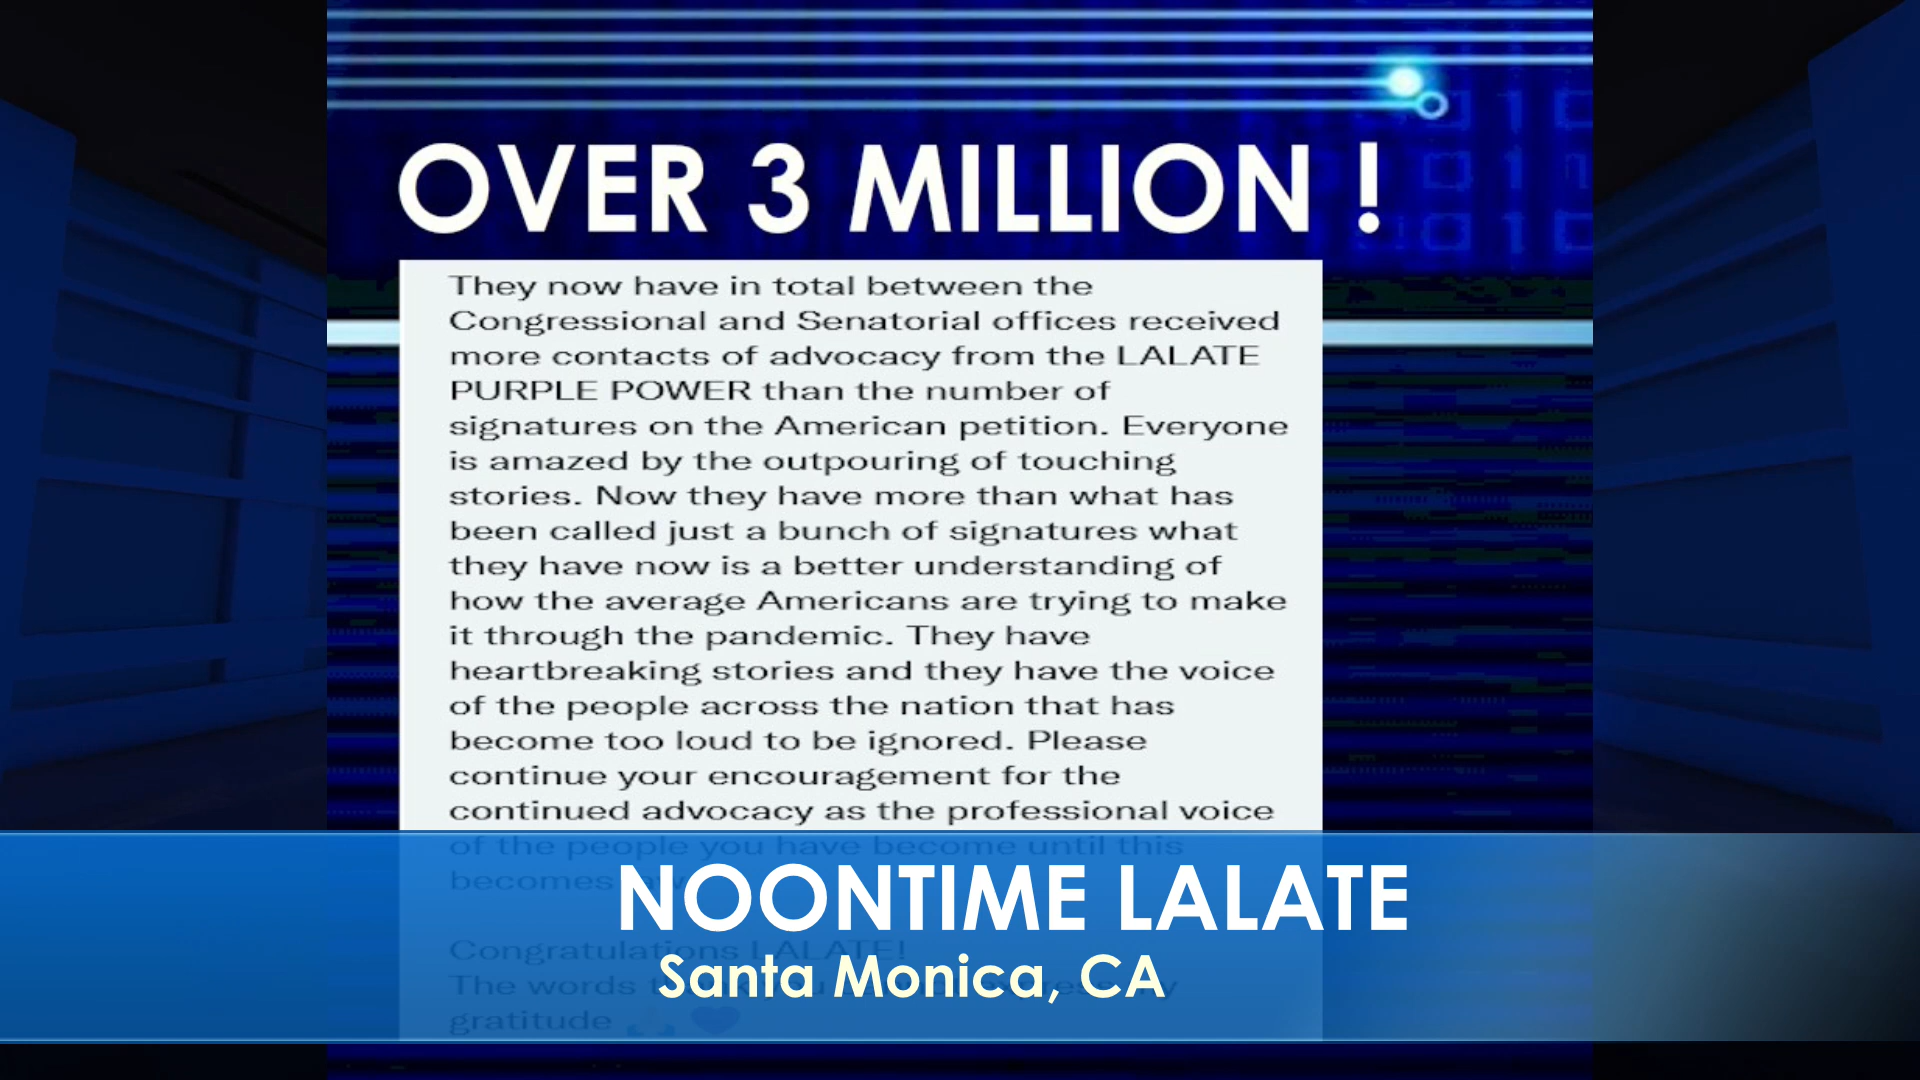 OVER 3 MILLION !
They now have in total between the
Congressional and Senatorial offices received
more contacts of advocacy from the LALATE
PURPLE POWER than the number of
signatures on the American petition. Everyone
is amazed by the outpouring of touching
stories. Now they have more than what has
been called just a bunch of signatures what
they have now is a better understanding of
how the average Americans are trying to make
it through the pandemic. They have
heartbreaking stories and they have the voice
of the people across the nation that has
become too loud to be ignored. Please
continue your encouragement for the
continued advocacy as the professional voice
of the people you have become until this
becomes
NOONTIME LALATE
Congratulations LALATE!
Santa Monica, CA
The words
gratitude